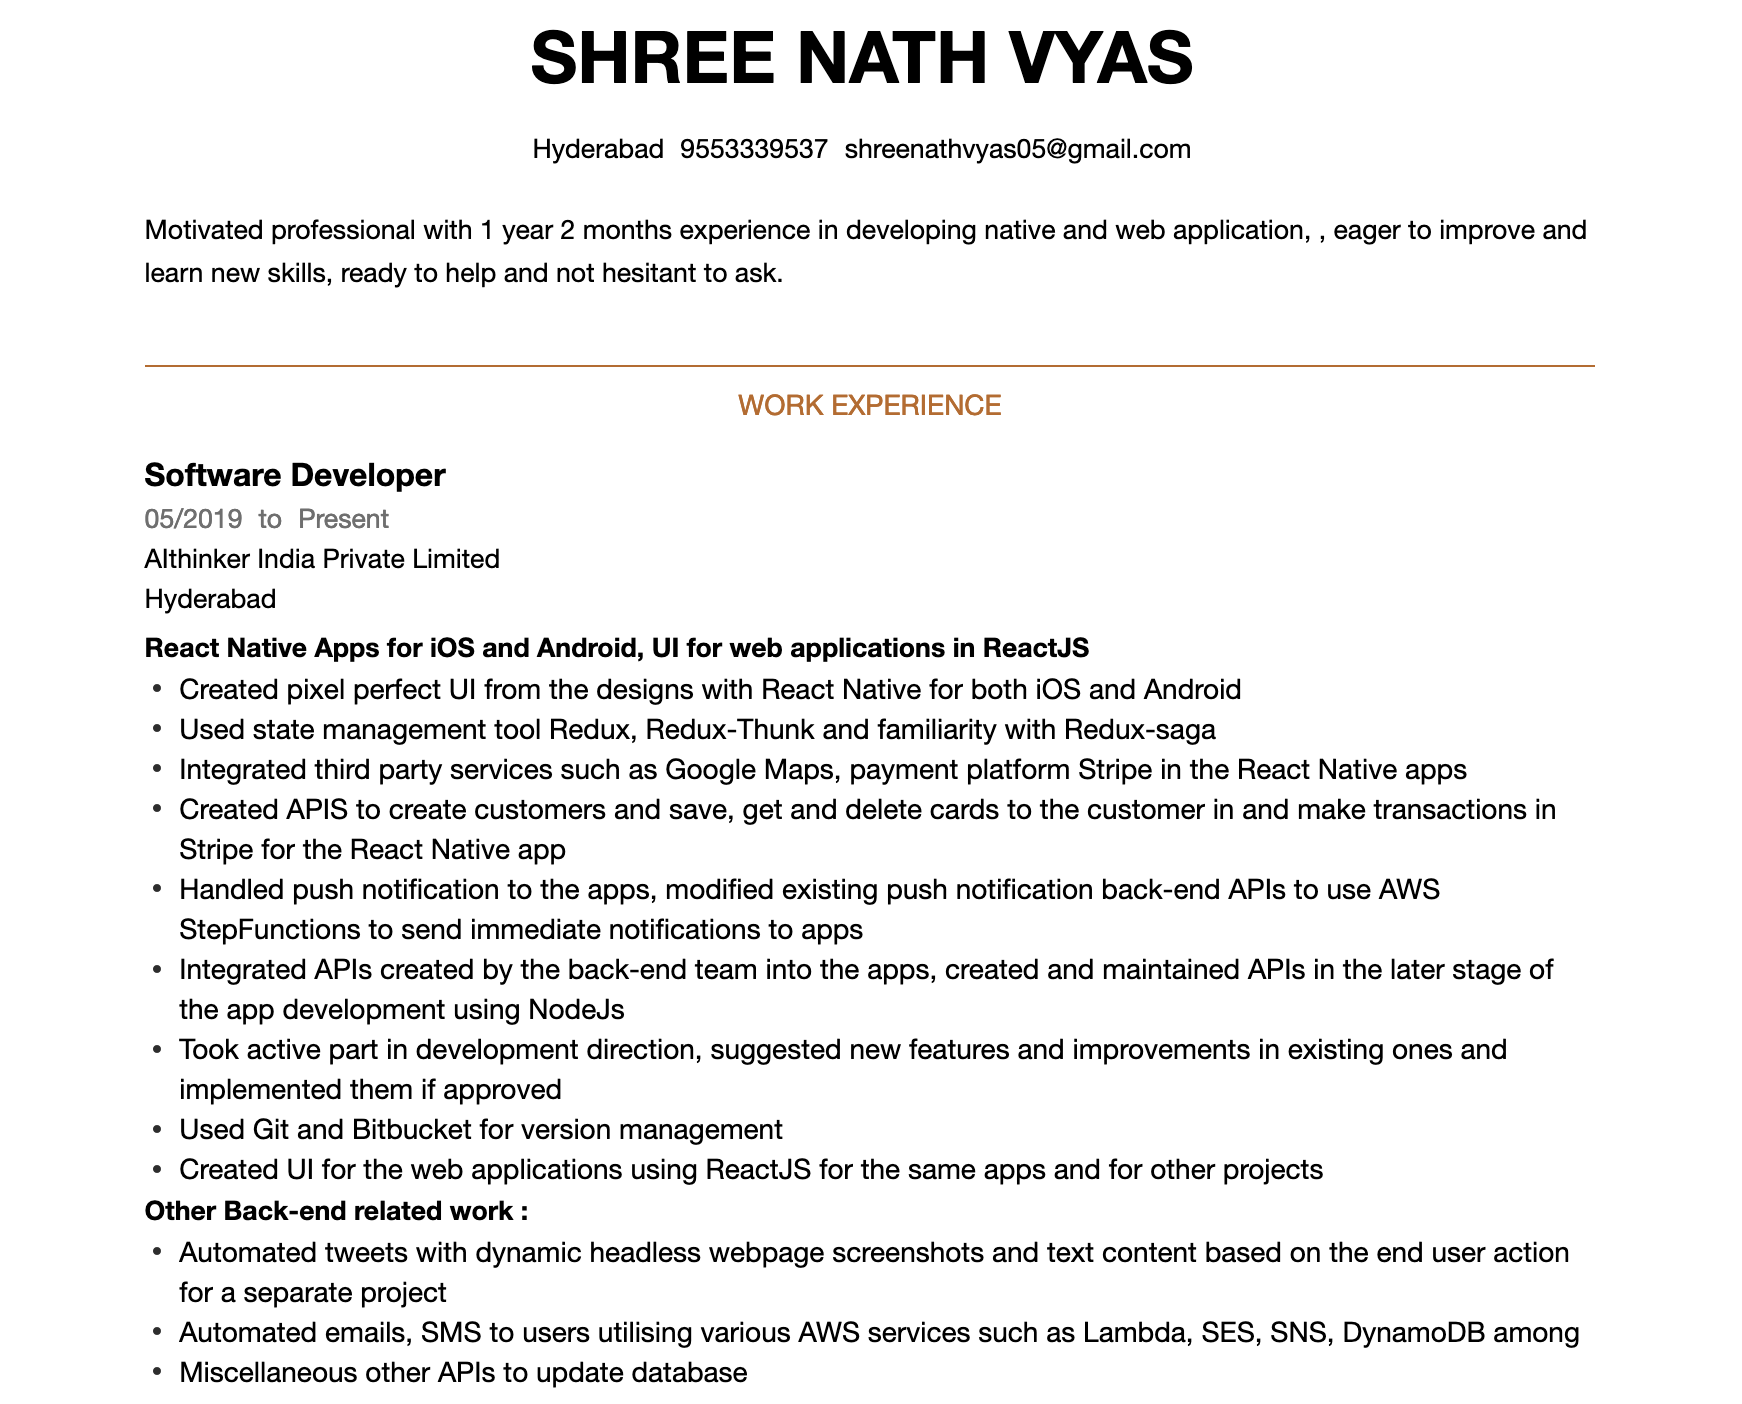 SHREE NATH VYAS
Hyderabad 9553339537 shreenathvyas05@gmail.com
Motivated professional with 1 year 2 months experience in developing native and web application, , eager to improve and
learn new skills, ready to help and not hesitant to ask.
WORK EXPERIENCE
Software Developer
05/2019 to Present
AIthinker India Private Limited
Hyderabad
React Native Apps for iOS and Android, UI for web applications in ReactJS
• Created pixel perfect UI from the designs with React Native for both iOS and Android
• Used state management tool Redux, Redux-Thunk and familiarity with Redux-saga
• Integrated third party services such as Google Maps, payment platform Stripe in the React Native apps
• Created APIS to create customers and save, get and delete cards to the customer in and make transactions in
Stripe for the React Native app
• Handled push notification to the apps, modified existing push notification back-end APIs to use AWS
StepFunctions to send immediate notifications to apps
• Integrated APIs created by the back-end team into the apps, created and maintained APIs in the later stage of
the app development using NodeJs
• Took active part in development direction, suggested new features and improvements in existing ones and
implemented them if approved
• Used Git and Bitbucket for version management
• Created UI for the web applications using ReactJS for the same apps and for other projects
Other Back-end related work :
• Automated tweets with dynamic headless webpage screenshots and text content based on the end user action
for a separate project
• Automated emails, SMS to users utilising various AWS services such as Lambda, SES, SNS, DynamoDB among
• Miscellaneous other APIs to update database